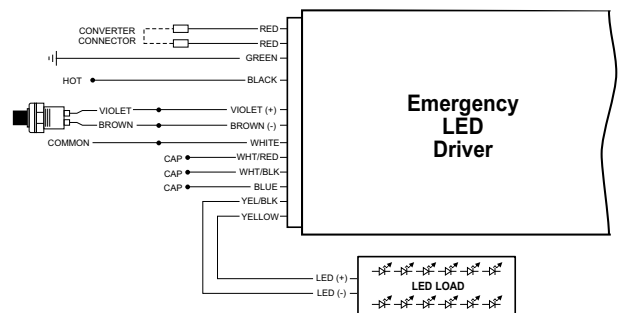 CONVERTER
CONNECTOR
RED
RED
GREEN
HOT
BLACK
VIOLET
VIOLET (+)
BROWN
BROWN (-)
COMMON
WHITE
CAP
WHT/RED
CAP
WHT/BLK
CAP
BLUE
YEL/BLK
YELLOW
Emergency
LED
Driver
LED (+)
LED (-)
LED LOAD